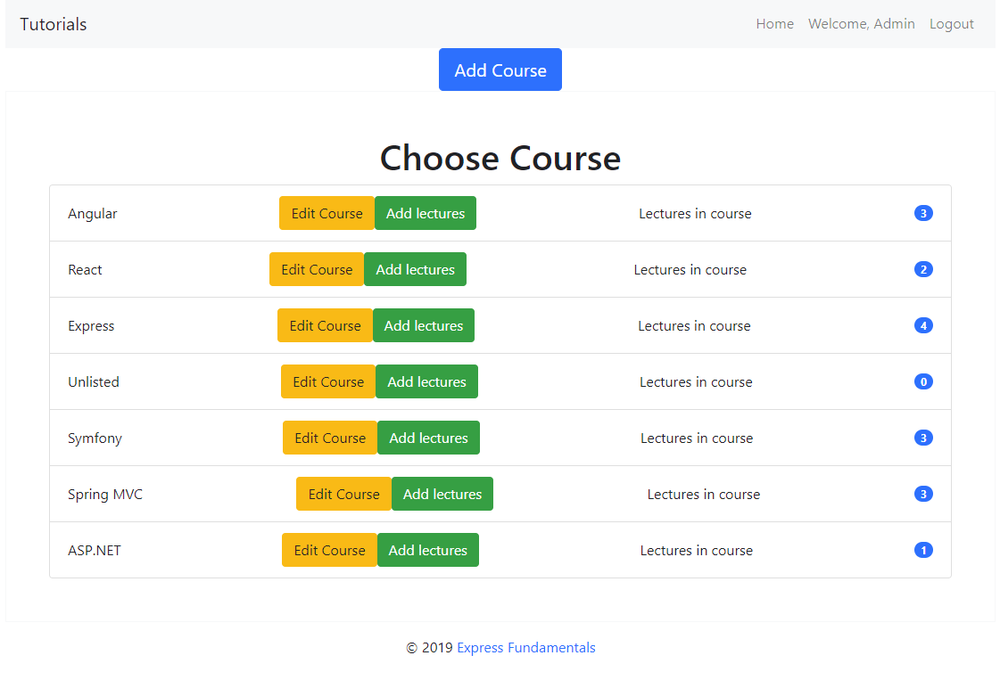 Tutorials Home Welcome, Admin Logout
Add Course
Choose Course
Angular Edit Course Add lectures Lectures in course 3
React Edit Course Add lectures Lectures in course 2
Express Edit Course Add lectures Lectures in course 4
Unlisted Edit Course Add lectures Lectures in course 0
Symfony Edit Course Add lectures Lectures in course 3
Spring MVC Edit Course Add lectures Lectures in course 3
ASP.NET Edit Course Add lectures Lectures in course 1
© 2019 Express Fundamentals